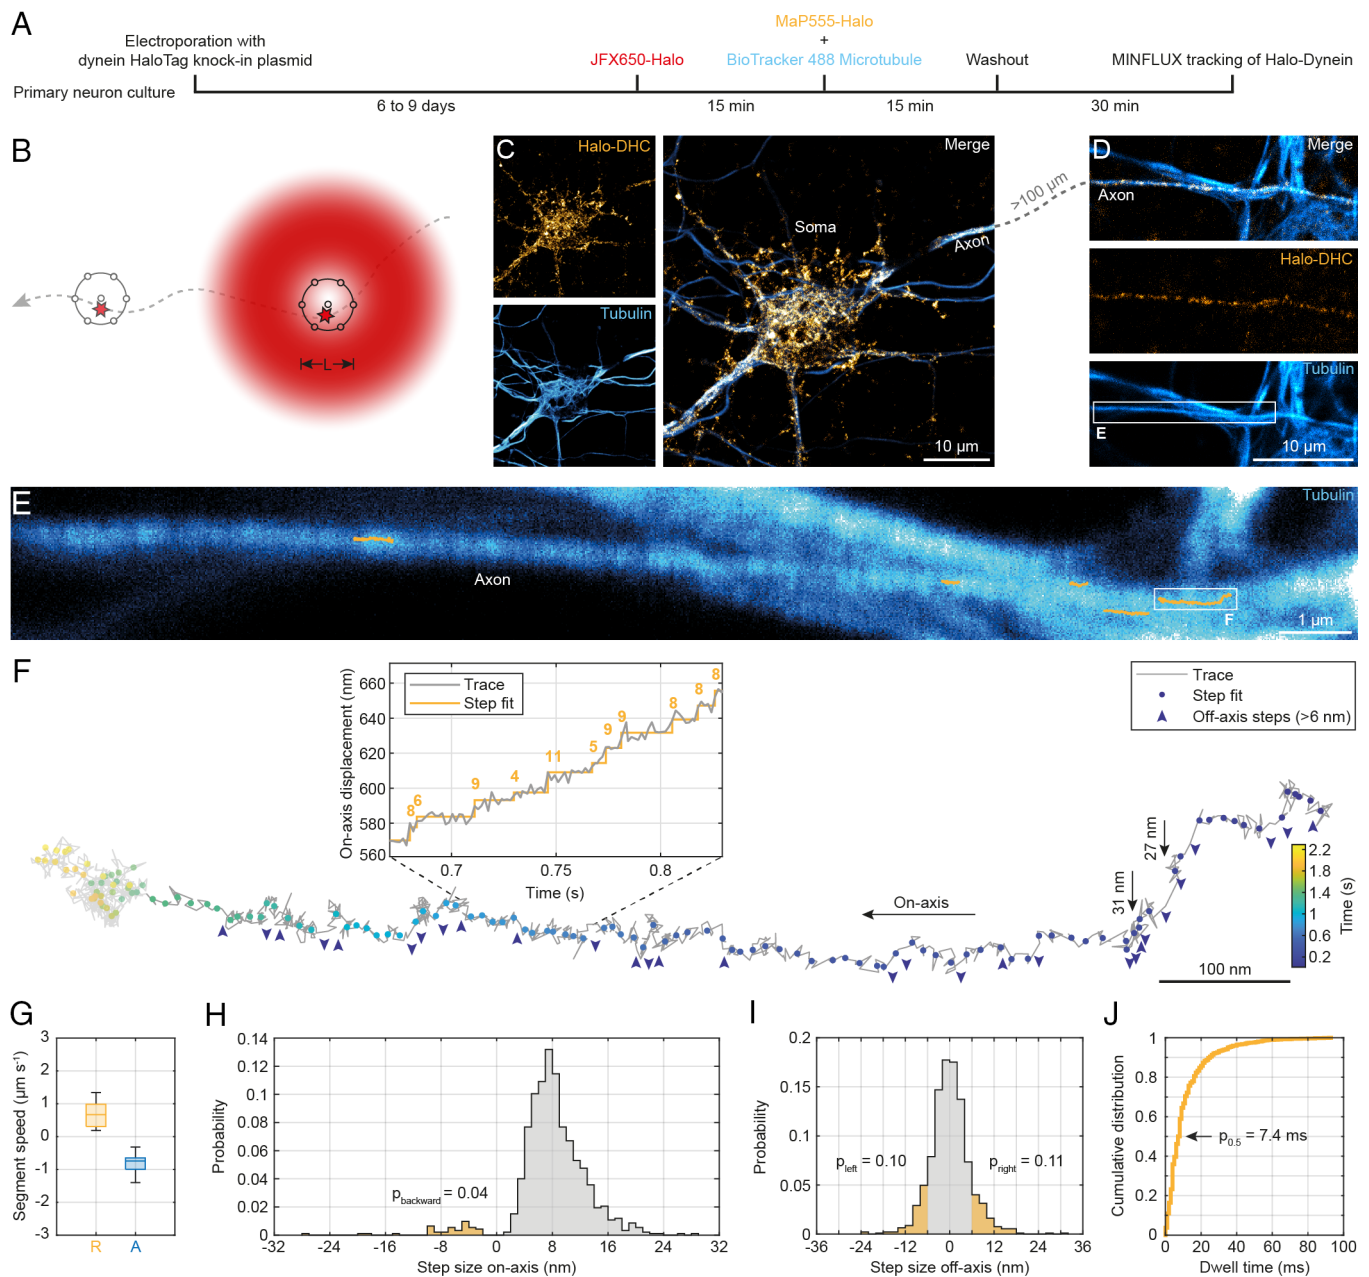 A
Electroporation with
dynein HaloTag knock-in plasmid
JFX650-Halo
MaP555-Halo
+
BioTracker 488 Microtubule
Washout
MINFLUX tracking of Halo-Dynein
Primary neuron culture
6 to 9 days
15 min
15 min
30 min
B
L
C
Halo-DHC
Tubulin
Merge
Soma
Axon
>100 µm
10 µm
D
Merge
Axon
Halo-DHC
Tubulin
E
10 µm
E
Tubulin
Axon
F
1 µm
F
On-axis displacement (nm)
660
640
620
600
580
560
Trace
Step fit
8
6
9
4
11
5
9
9
8
8
8
0.7
0.75
0.8
Time (s)
Trace
Step fit
Off-axis steps (>6 nm)
27 nm
31 nm
On-axis
2.2
1.8
1.4
1.0
0.6
0.2
Time (s)
100 nm
G
Segment speed (µm s⁻¹)
3
2
1
0
-1
-2
-3
R
A
H
Probability
0.14
0.12
0.1
0.08
0.06
0.04
0.02
0
p_backward = 0.04
-32
-24
-16
-8
0
8
16
24
32
Step size on-axis (nm)
I
Probability
0.2
0.15
0.1
0.05
0
p_left = 0.10
p_right = 0.11
-36
-24
-12
0
12
24
36
Step size off-axis (nm)
J
Cumulative distribution
1
0.8
0.6
0.4
0.2
0
p_0.5 = 7.4 ms
0
20
40
60
80
100
Dwell time (ms)